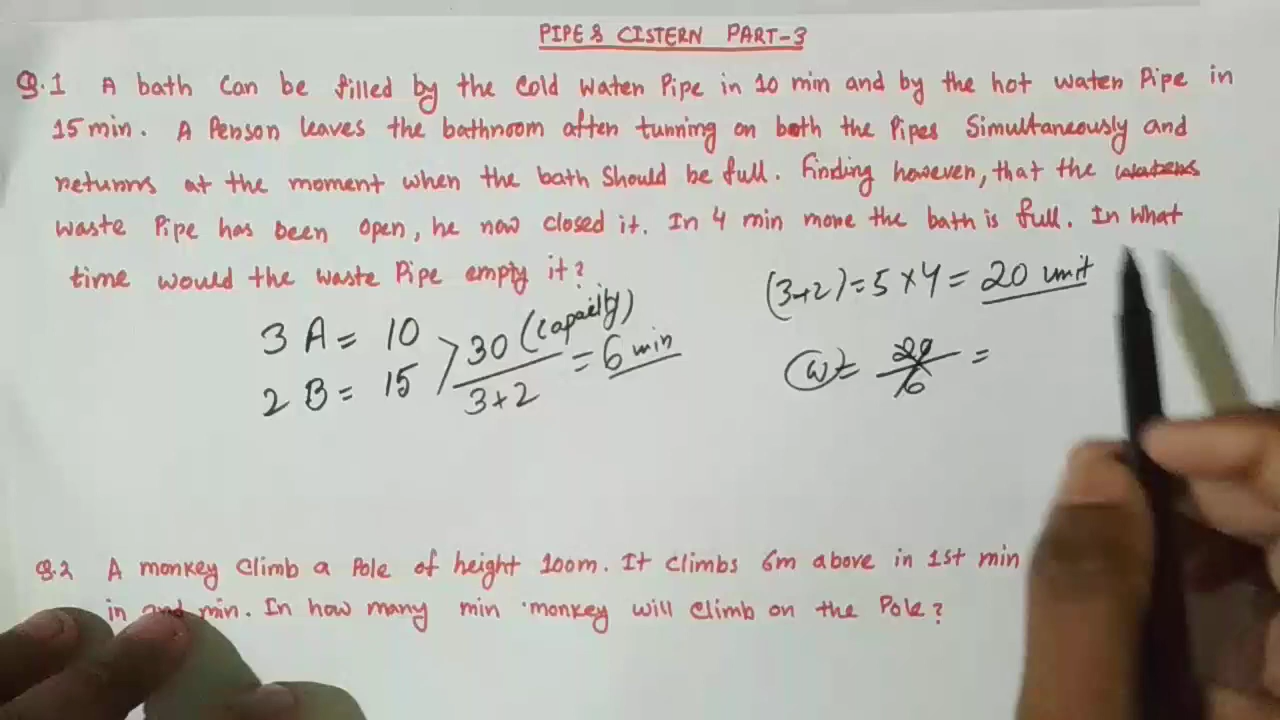 PIPE & CISTERN PART-3
Q.1 A bath can be filled by the cold water Pipe in 10 min and by the hot water Pipe in
15 min. A Person leaves the bathroom after turning on both the Pipes Simultaneously and
returns at the moment when the bath should be full. Finding however, that the
waste Pipe has been open, he now closed it. In 4 min more the bath is full. In what
time would the waste Pipe empty it?
(3+2) = 5 × 4 = 20 unit
3 A = 10
2 B = 15
30 (capacity)
3+2
= 6 min
W = 20/6 =
Q.2 A monkey climb a Pole of height 100m. It climbs 6m above in 1st min
in min. In how many min monkey will climb on the Pole?